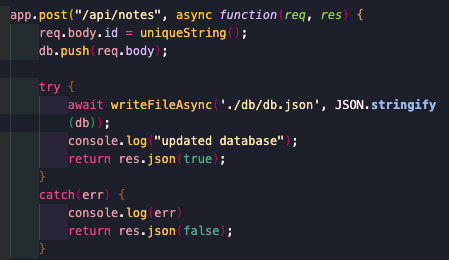 app.post("/api/notes", async function(req, res) {
req.body.id = uniqueString();
db.push(req.body);
try {
await writeFileAsync('./db/db.json', JSON.stringify
(db));
console.log("updated database");
return res.json(true);
}
catch(err) {
console.log(err)
return res.json(false);
}